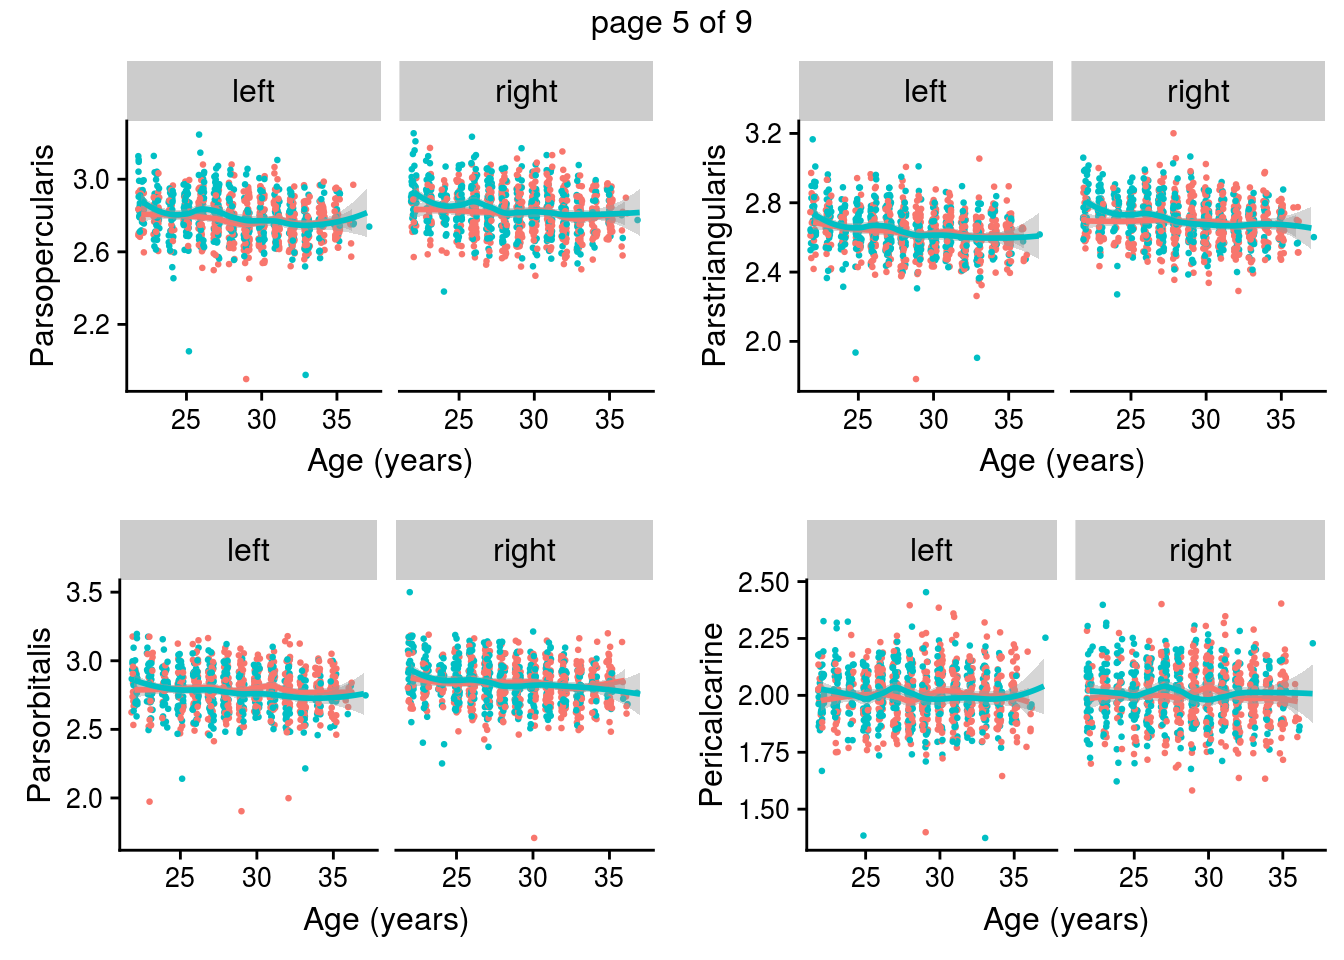 page 5 of 9
left right
Parsopercularis
3.0
2.6
2.2
25 30 35 25 30 35
Age (years)
left right
Parstriangularis
3.2
2.8
2.4
2.0
25 30 35 25 30 35
Age (years)
left right
Parsorbitalis
3.5
3.0
2.5
2.0
25 30 35 25 30 35
Age (years)
left right
Pericalcarine
2.50
2.25
2.00
1.75
1.50
25 30 35 25 30 35
Age (years)